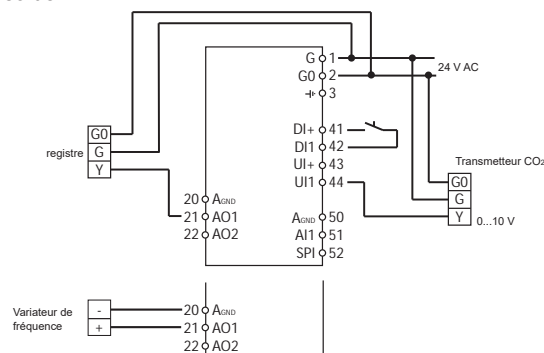 G 1
24 V AC
G0 2
3
G0
registre
G
Y
DI+ 41
DI1 42
UI+ 43
UI1 44
Transmetteur CO2
G0
G
Y
0...10 V
20 AGND
21 AO1
22 AO2
AGND 50
AI1 51
SPI 52
Variateur de
fréquence
-
+
20 AGND
21 AO1
22 AO2